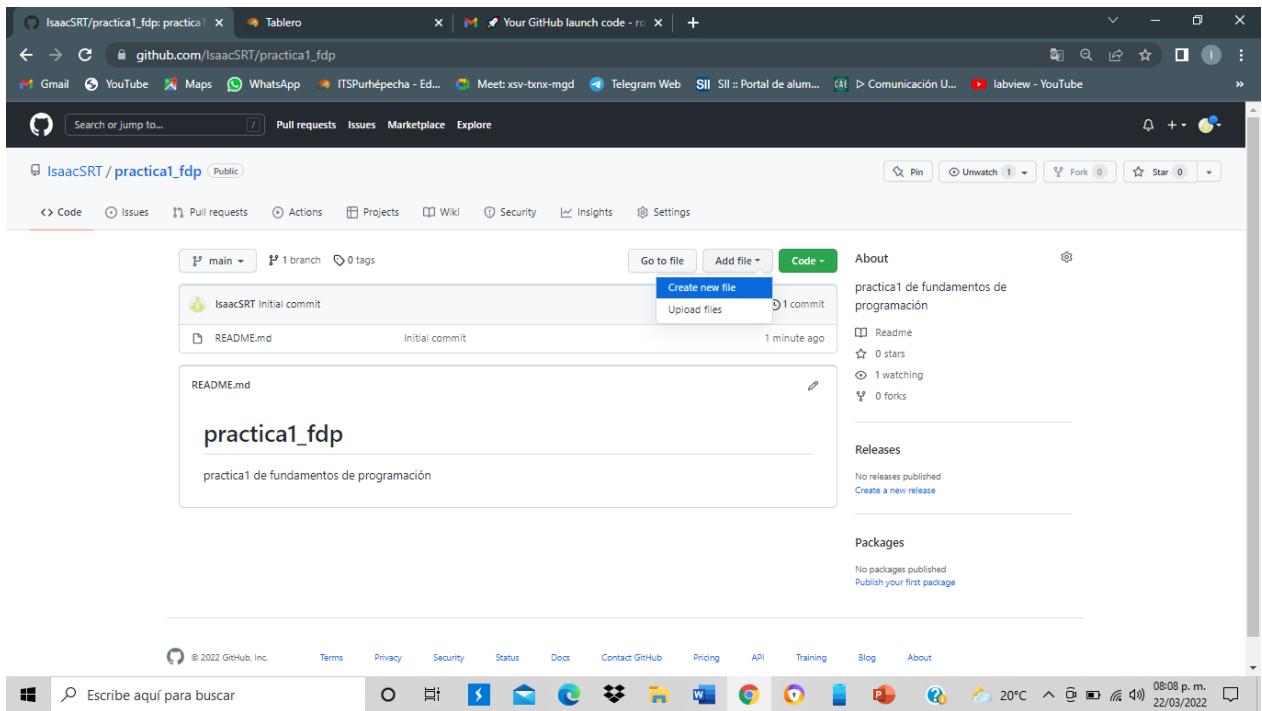 IsaacSRT/practica1_fdp: practica1 Tablero Your GitHub launch code - ro
github.com/IsaacSRT/practica1_fdp I
Gmail YouTube Maps WhatsApp ITSPurhépecha - Ed... Meet: xsv-txnx-mgd Telegram Web SII SII :: Portal de alum... CAE ᐅ Comunicación U... labview - YouTube »
Search or jump to... / Pull requests Issues Marketplace Explore
IsaacSRT / practica1_fdp Public Pin Unwatch 1 Fork 0 Star 0
<> Code Issues Pull requests Actions Projects Wiki Security Insights Settings
main 1 branch 0 tags Go to file Add file Code About
Create new file
Upload files
practica1 de fundamentos de
programación
IsaacSRT Initial commit 1 commit
README.md Initial commit 1 minute ago
Readme
0 stars
1 watching
0 forks
README.md
practica1_fdp
practica1 de fundamentos de programación
Releases
No releases published
Create a new release
Packages
No packages published
Publish your first package
© 2022 GitHub, Inc. Terms Privacy Security Status Docs Contact GitHub Pricing API Training Blog About
Escribe aquí para buscar 20°C 08:08 p. m.
22/03/2022